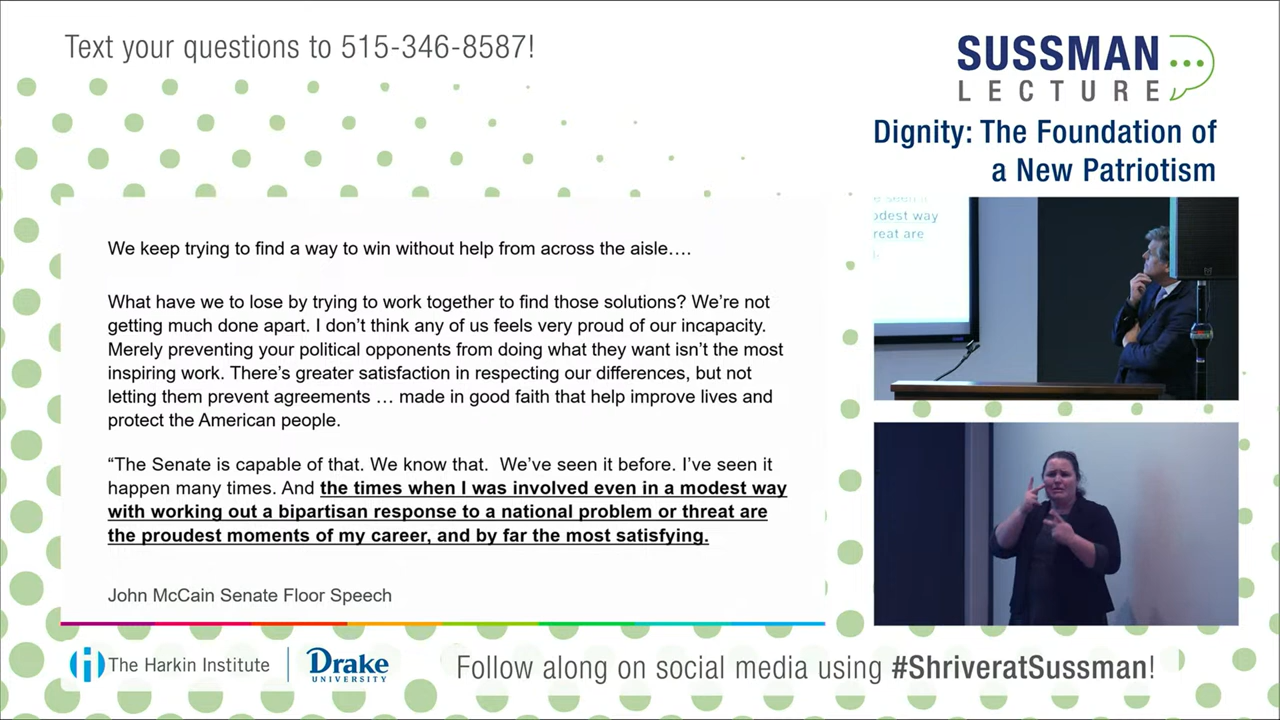 Text your questions to 515-346-8587!
SUSSMAN
LECTURE
Dignity: The Foundation of
a New Patriotism
We keep trying to find a way to win without help from across the aisle….
What have we to lose by trying to work together to find those solutions? We’re not
getting much done apart. I don’t think any of us feels very proud of our incapacity.
Merely preventing your political opponents from doing what they want isn’t the most
inspiring work. There’s greater satisfaction in respecting our differences, but not
letting them prevent agreements … made in good faith that help improve lives and
protect the American people.
“The Senate is capable of that. We know that. We’ve seen it before. I’ve seen it
happen many times. And the times when I was involved even in a modest way
with working out a bipartisan response to a national problem or threat are
the proudest moments of my career, and by far the most satisfying.
John McCain Senate Floor Speech
odest way
reat are
The Harkin Institute
Drake
UNIVERSITY
Follow along on social media using #ShriveratSussman!